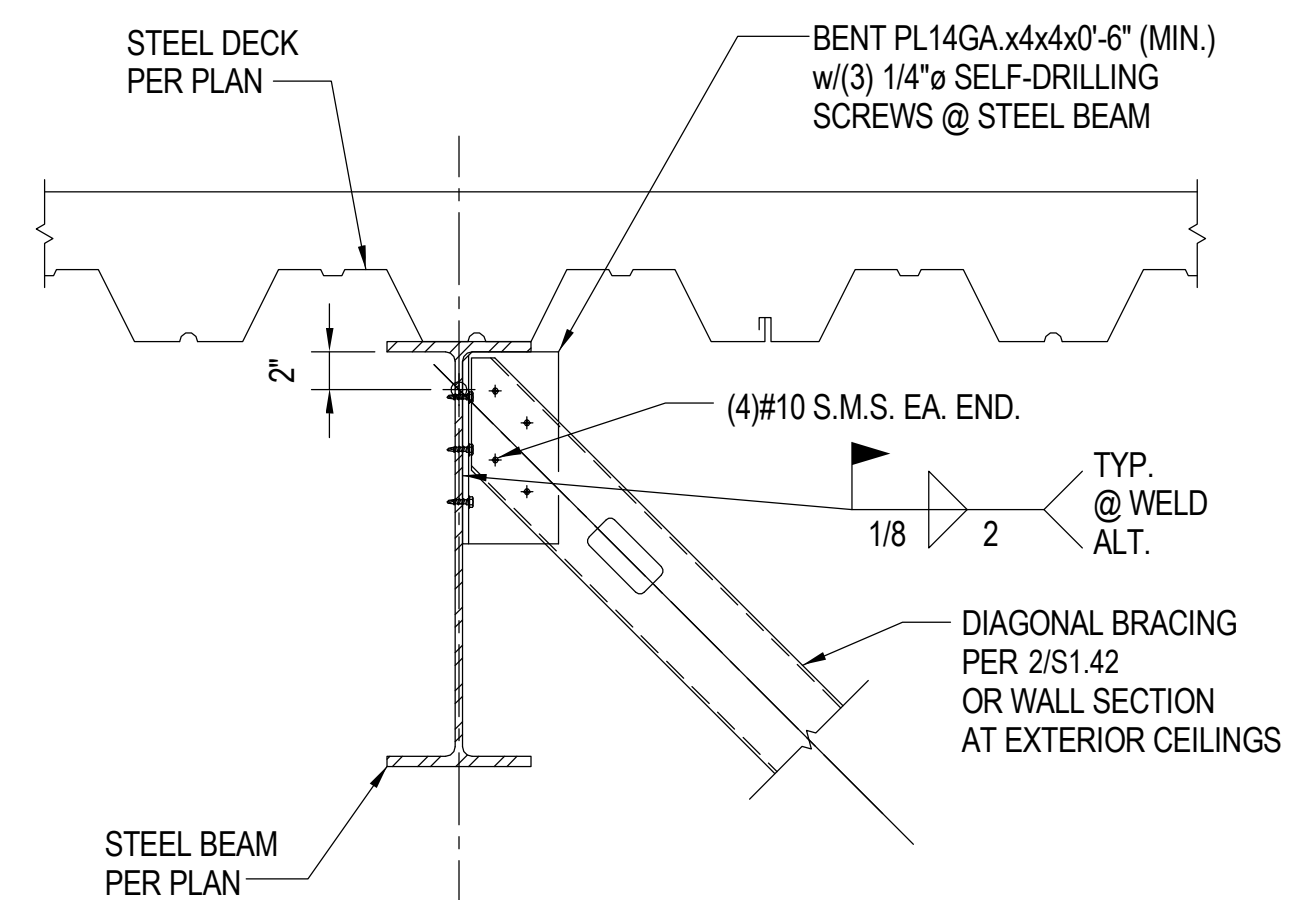 STEEL DECK
PER PLAN
BENT PL14GA.x4x4x0'-6" (MIN.)
w/(3) 1/4"ø SELF-DRILLING
SCREWS @ STEEL BEAM
2"
(4)#10 S.M.S. EA. END.
1/8
2
TYP.
@ WELD
ALT.
DIAGONAL BRACING
PER 2/S1.42
OR WALL SECTION
AT EXTERIOR CEILINGS
STEEL BEAM
PER PLAN